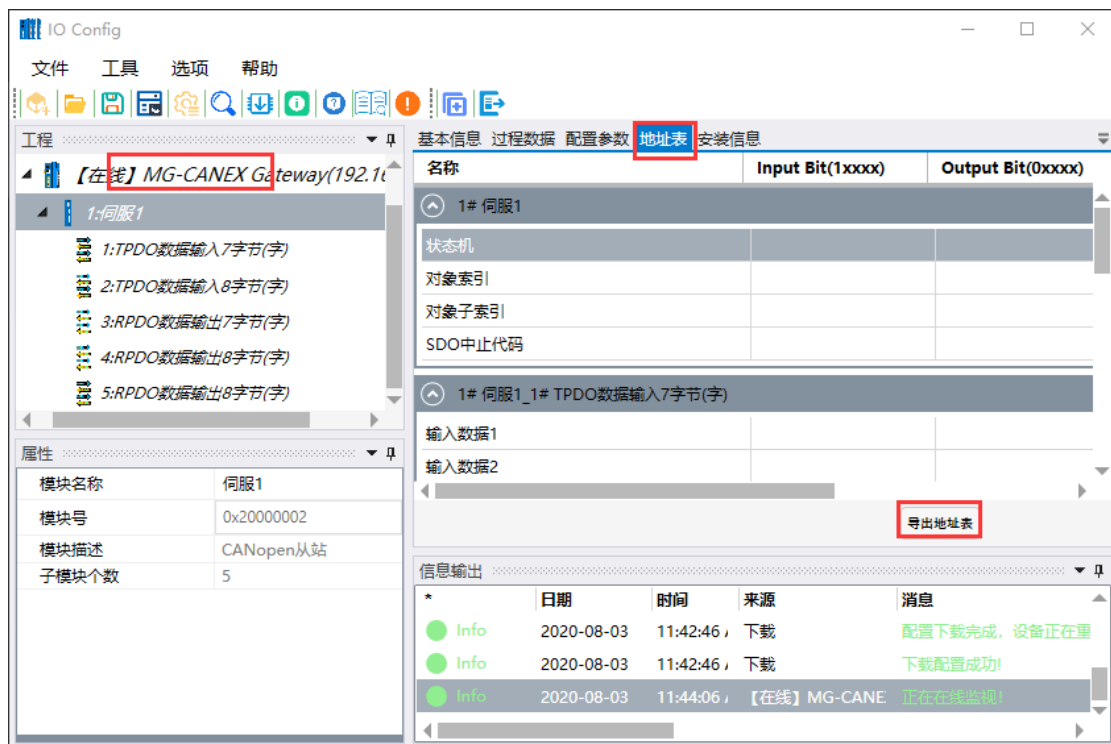 IO Config
文件 工具 选项 帮助
工程
【在线】MG-CANEX Gateway(192.16
1:伺服1
1:TPDO数据输入7字节(字)
2:TPDO数据输入8字节(字)
3:RPDO数据输出7字节(字)
4:RPDO数据输出8字节(字)
5:RPDO数据输出8字节(字)
属性
模块名称 伺服1
模块号 0x20000002
模块描述 CANopen从站
子模块个数 5
基本信息 过程数据 配置参数 地址表 安装信息
名称 Input Bit(1xxxx) Output Bit(0xxxx)
1# 伺服1
状态机
对象索引
对象子索引
SDO中止代码
1# 伺服1_1# TPDO数据输入7字节(字)
输入数据1
输入数据2
导出地址表
信息输出
* 日期 时间 来源 消息
Info 2020-08-03 11:42:46 下载 配置下载完成，设备正在重
Info 2020-08-03 11:42:46 下载 下载配置成功!
Info 2020-08-03 11:44:06 【在线】MG-CANE 正在在线监视!